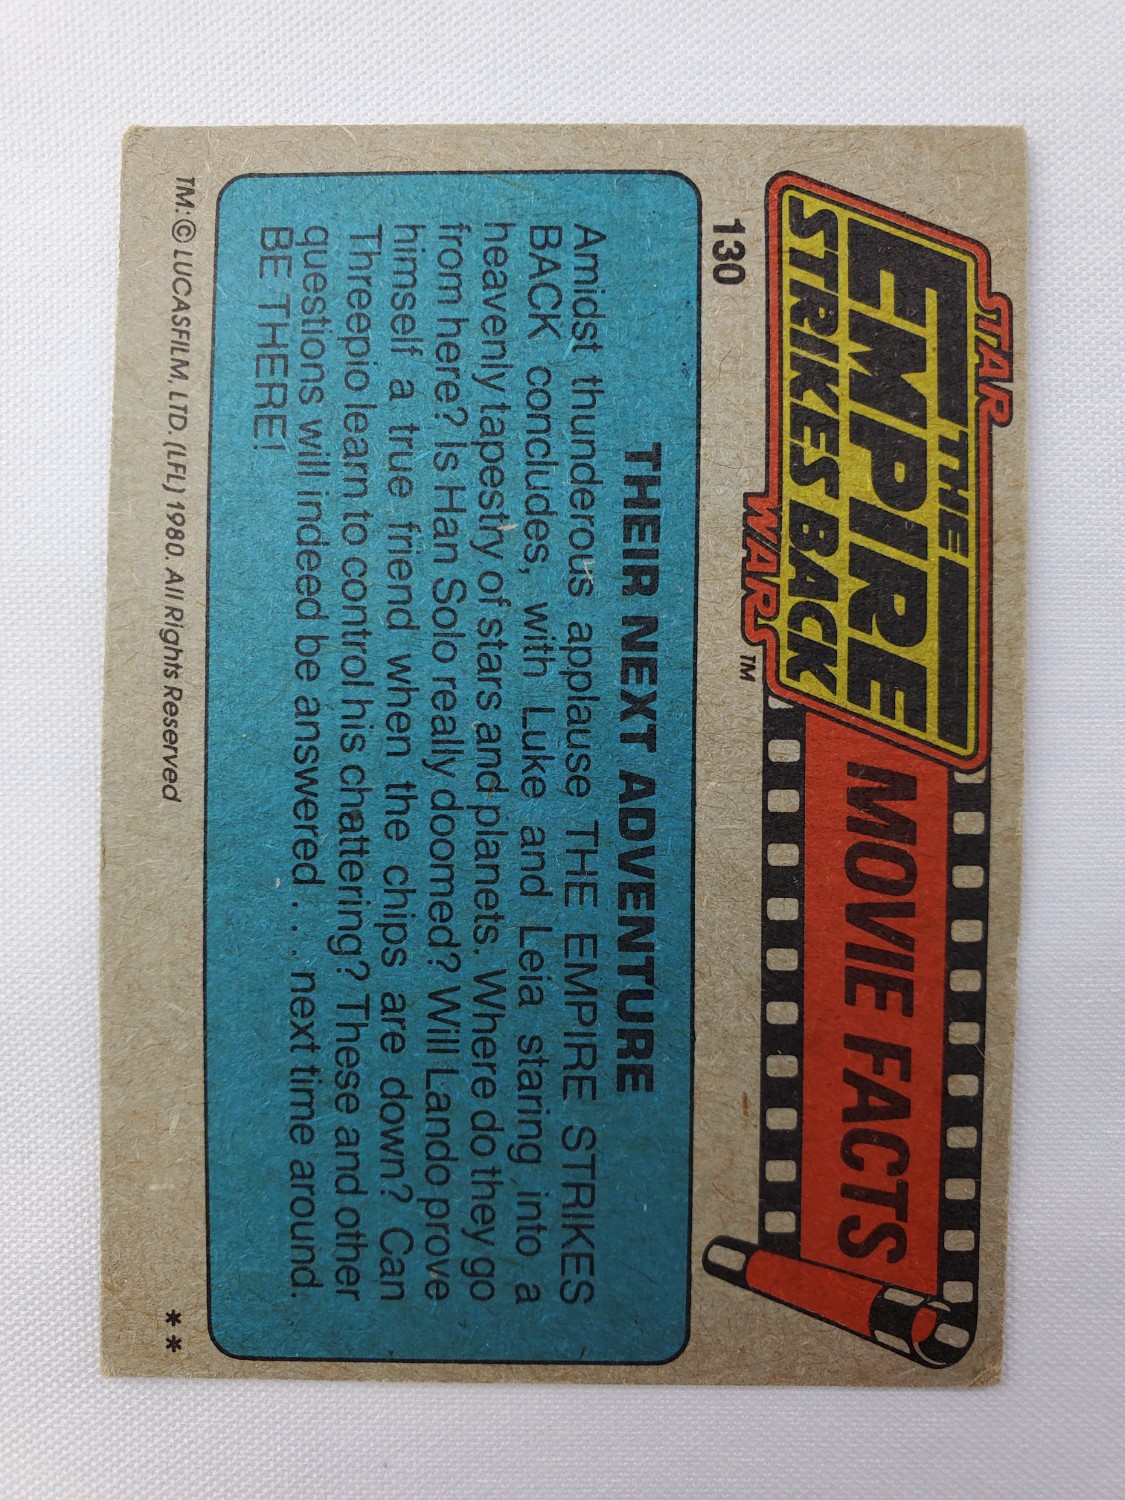 STAR
THE
EMPIRE
STRIKES BACK
WARS™
MOVIE FACTS
130
THEIR NEXT ADVENTURE
Amidst thunderous applause THE EMPIRE STRIKES
BACK concludes, with Luke and Leia staring into a
heavenly tapestry of stars and planets. Where do they go
from here? Is Han Solo really doomed? Will Lando prove
himself a true friend when the chips are down? Can
Threepio learn to control his chattering? These and other
questions will indeed be answered . . . next time around.
BE THERE!
TM: © LUCASFILM. LTD. (LFL) 1980. All Rights Reserved
**